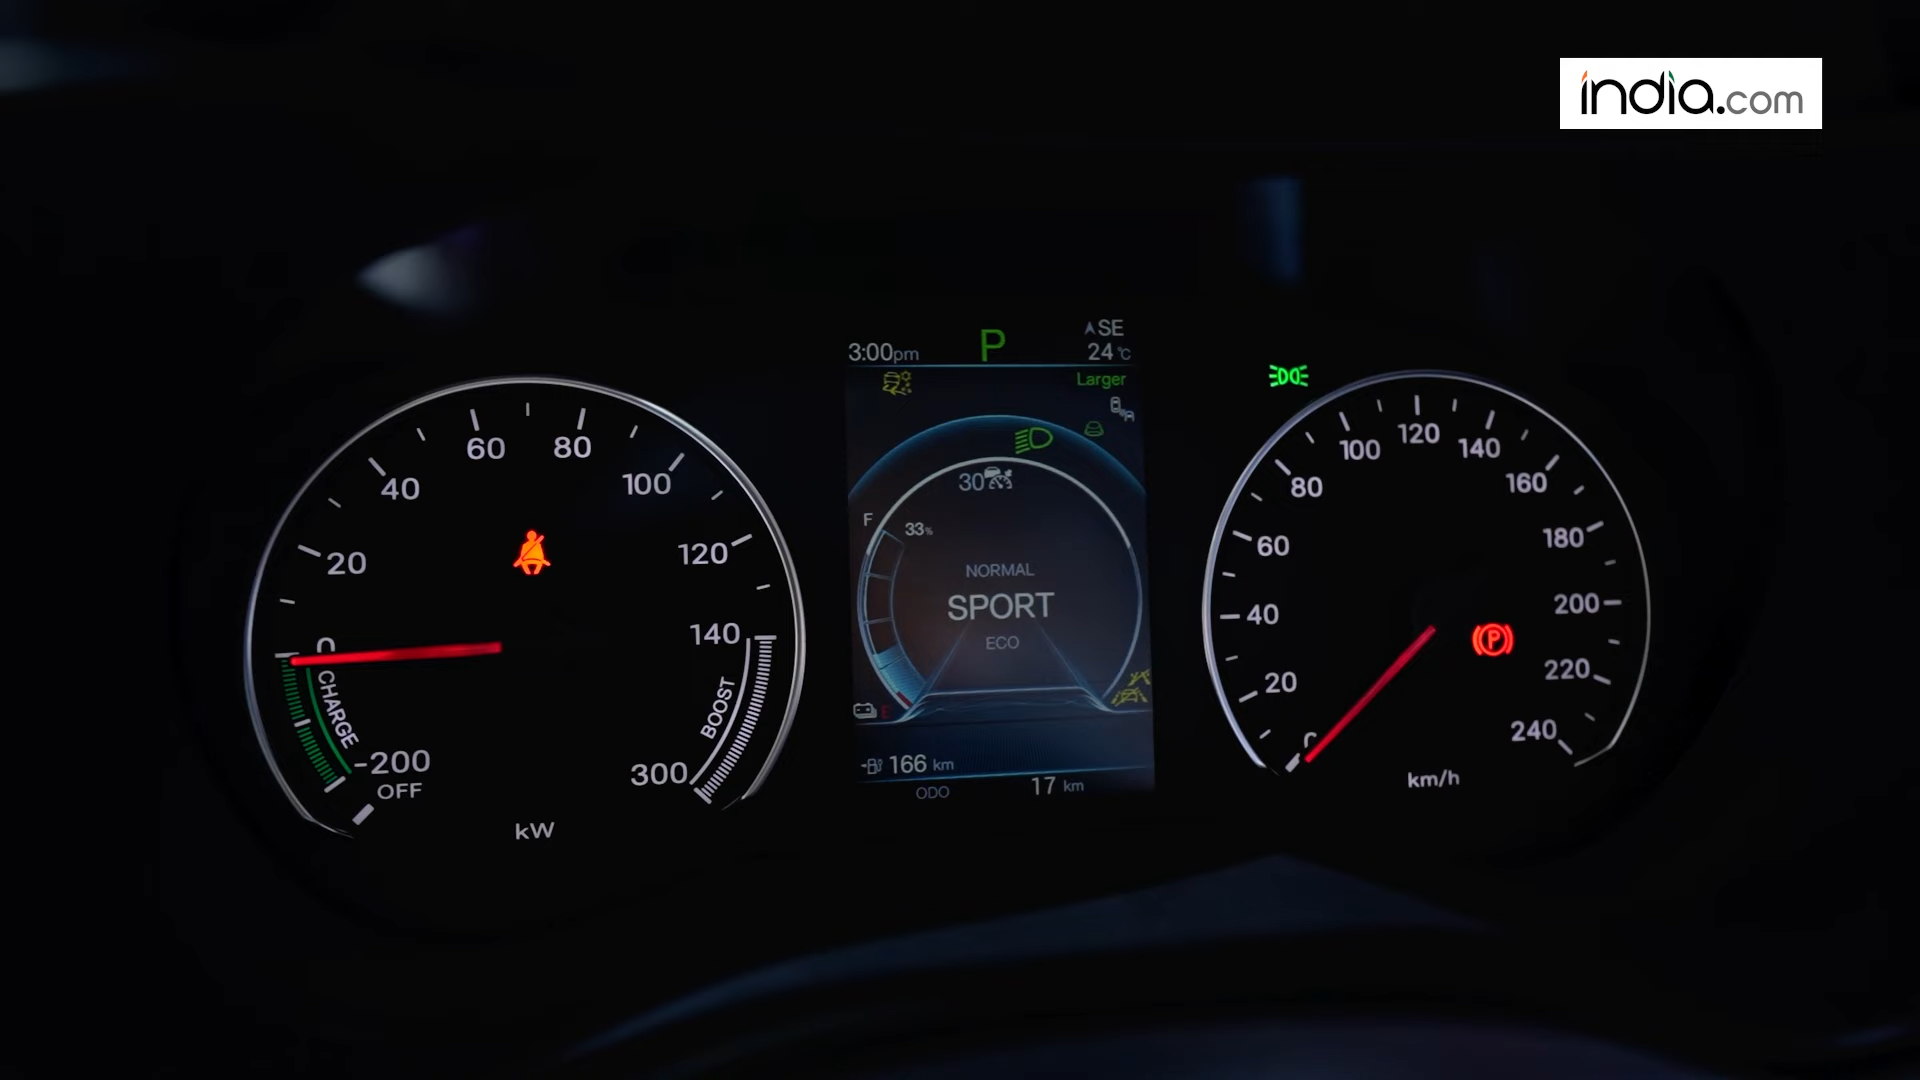 india.com
3:00pm
P
SE
24 °C
Larger
30
F
33%
NORMAL
SPORT
ECO
E
166 km
ODO
17 km
0
20
40
60
80
100
120
140
BOOST
300
CHARGE
-200
OFF
kW
0
20
40
60
80
100
120
140
160
180
200
220
240
P
km/h